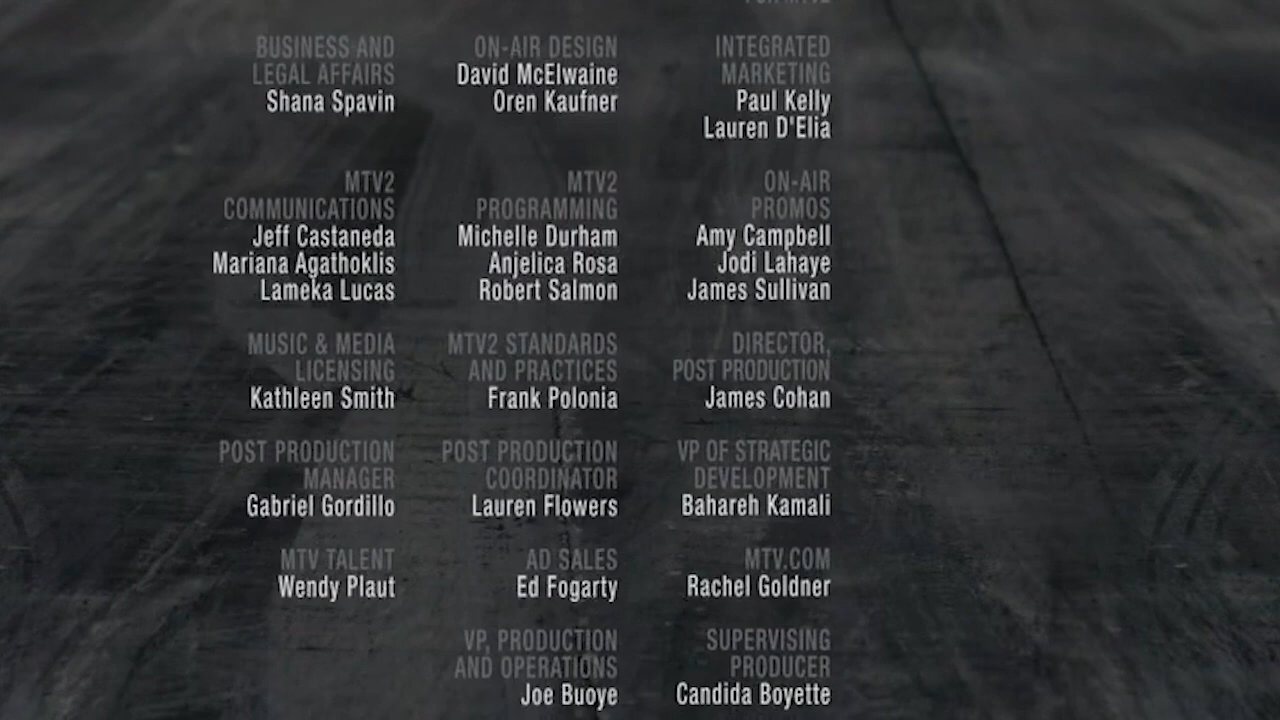 BUSINESS AND
LEGAL AFFAIRS
Shana Spavin
ON-AIR DESIGN
David McElwaine
Oren Kaufner
INTEGRATED
MARKETING
Paul Kelly
Lauren D'Elia
MTV2
COMMUNICATIONS
Jeff Castaneda
Mariana Agathoklis
Lameka Lucas
MTV2
PROGRAMMING
Michelle Durham
Anjelica Rosa
Robert Salmon
ON-AIR
PROMOS
Amy Campbell
Jodi Lahaye
James Sullivan
MUSIC & MEDIA
LICENSING
Kathleen Smith
MTV2 STANDARDS
AND PRACTICES
Frank Polonia
DIRECTOR,
POST PRODUCTION
James Cohan
POST PRODUCTION
MANAGER
Gabriel Gordillo
POST PRODUCTION
COORDINATOR
Lauren Flowers
VP OF STRATEGIC
DEVELOPMENT
Bahareh Kamali
MTV TALENT
Wendy Plaut
AD SALES
Ed Fogarty
MTV.COM
Rachel Goldner
VP, PRODUCTION
AND OPERATIONS
Joe Buoye
SUPERVISING
PRODUCER
Candida Boyette